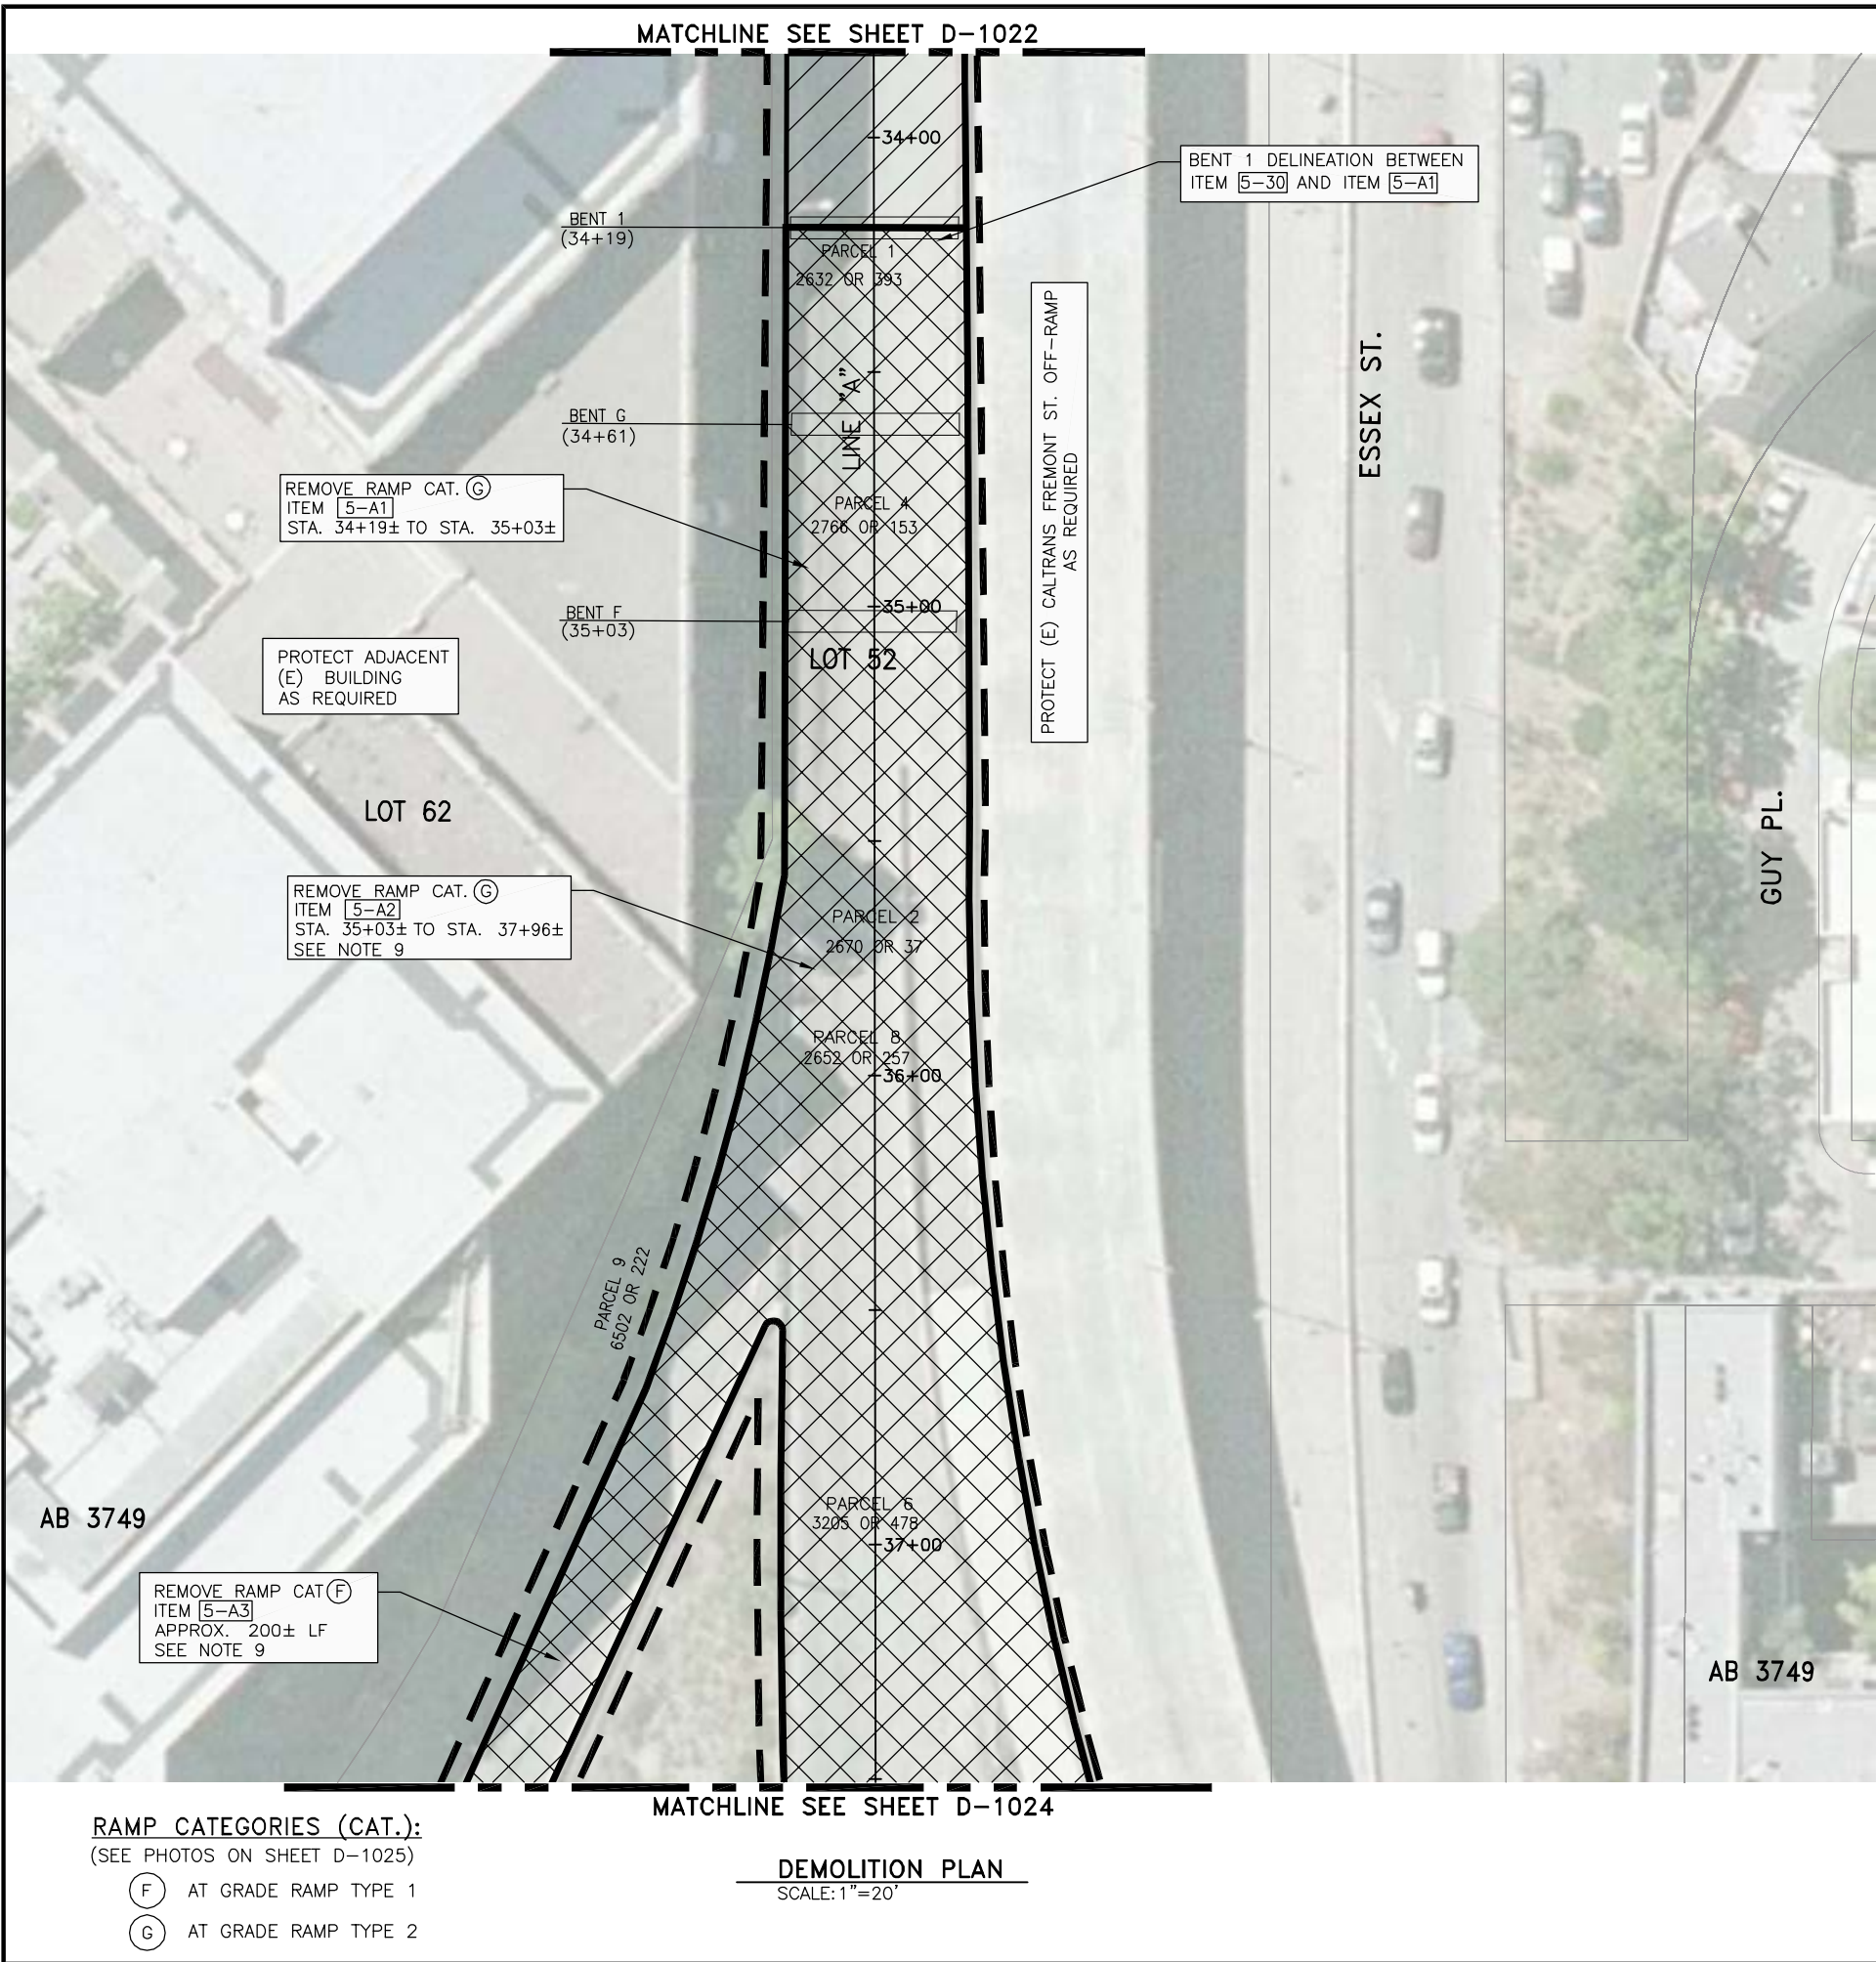 MATCHLINE SEE SHEET D-1022
34+00
BENT 1 DELINEATION BETWEEN
ITEM 5-30 AND ITEM 5-A1
BENT 1
(34+19)
PARCEL 1
2632 OR 393
PROTECT (E) CALTRANS FREMONT ST. OFF-RAMP
AS REQUIRED
ESSEX ST.
LINE "A"
BENT G
(34+61)
REMOVE RAMP CAT. G
ITEM 5-A1
STA. 34+19± TO STA. 35+03±
PARCEL 4
2766 OR 153
35+00
BENT F
(35+03)
LOT 52
PROTECT ADJACENT
(E) BUILDING
AS REQUIRED
LOT 62
GUY PL.
REMOVE RAMP CAT. G
ITEM 5-A2
STA. 35+03± TO STA. 37+96±
SEE NOTE 9
PARCEL 2
2670 OR 37
PARCEL 8
2652 OR 257
36+00
PARCEL 9
6502 OR 222
PARCEL 6
3205 OR 478
37+00
AB 3749
REMOVE RAMP CAT F
ITEM 5-A3
APPROX. 200± LF
SEE NOTE 9
AB 3749
MATCHLINE SEE SHEET D-1024
RAMP CATEGORIES (CAT.):
(SEE PHOTOS ON SHEET D-1025)
F AT GRADE RAMP TYPE 1
G AT GRADE RAMP TYPE 2
DEMOLITION PLAN
SCALE: 1"=20'